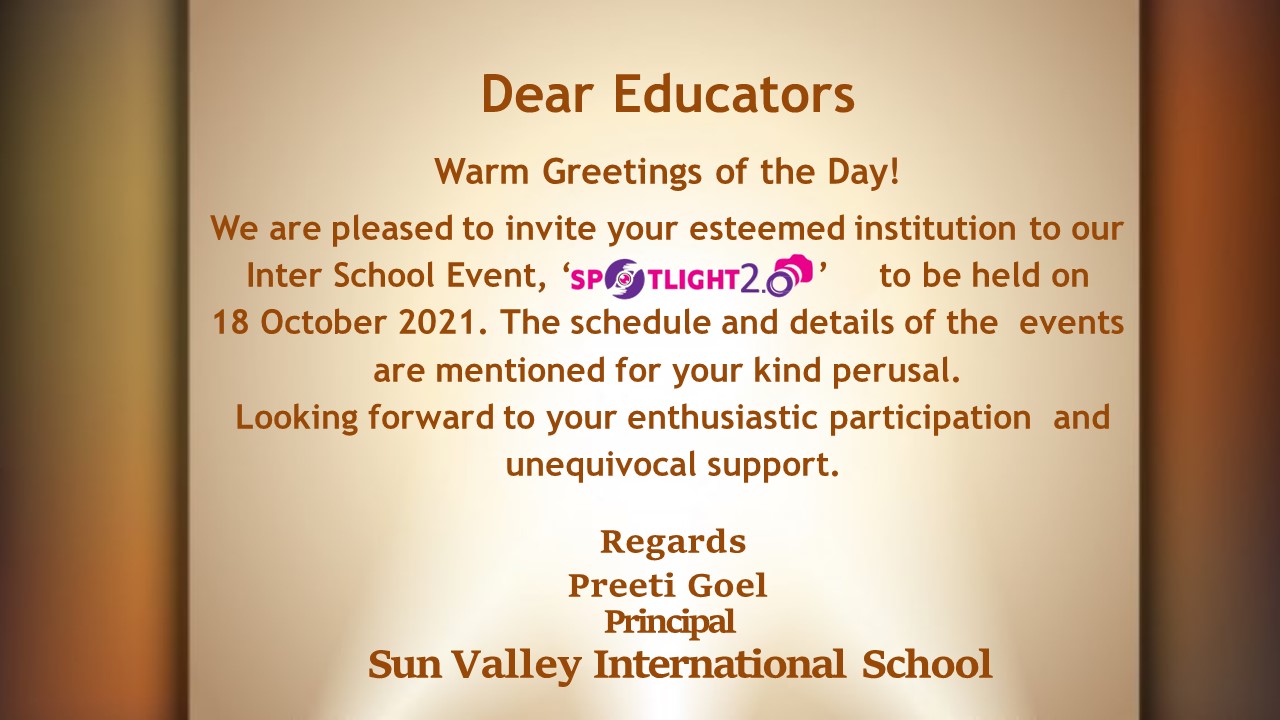 Dear Educators
Warm Greetings of the Day!
We are pleased to invite your esteemed institution to our
Inter School Event, ‘SPOTLIGHT2.0’ to be held on
18 October 2021. The schedule and details of the events
are mentioned for your kind perusal.
Looking forward to your enthusiastic participation and
unequivocal support.
Regards
Preeti Goel
Principal
Sun Valley International School